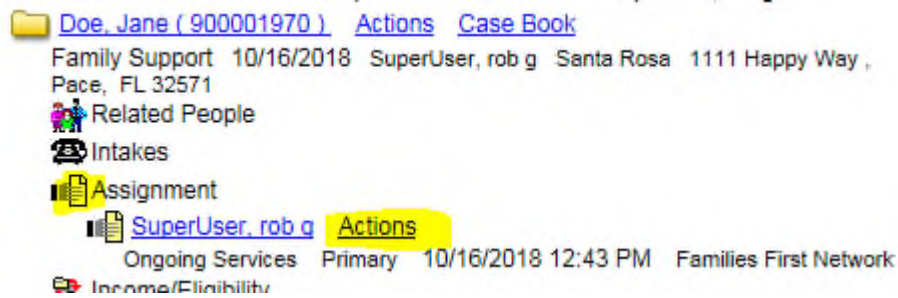 Doe, Jane ( 900001970 ) Actions Case Book
Family Support 10/16/2018 SuperUser, rob g Santa Rosa 1111 Happy Way ,
Pace, FL 32571
Related People
Intakes
Assignment
SuperUser, rob g Actions
Ongoing Services Primary 10/16/2018 12:43 PM Families First Network
Income/Eligibility